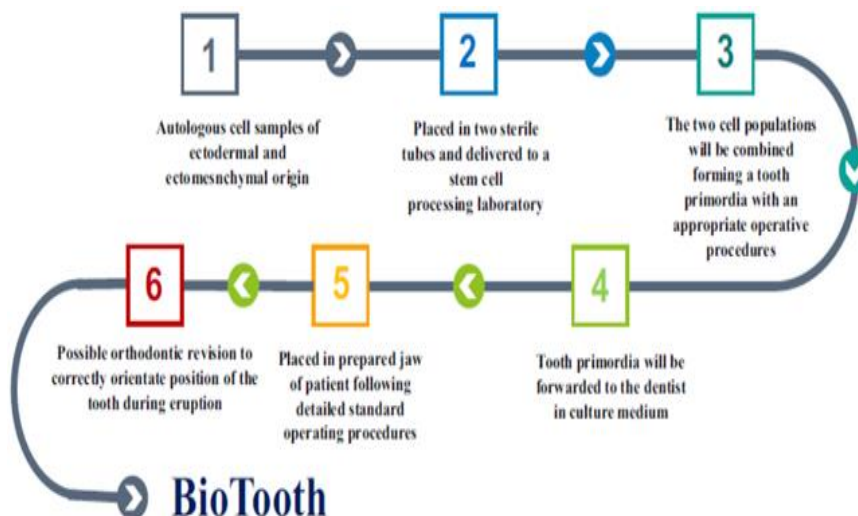 1
Autologous cell samples of
ectodermal and
ectomesnchymal origin
2
Placed in two sterile
tubes and delivered to a
stem cell
processing laboratory
3
The two cell populations
will be combined
forming a tooth
primordia with an
appropriate operative
procedures
4
Tooth primordia will be
forwarded to the dentist
in culture medium
5
Placed in prepared jaw
of patient following
detailed standard
operating procedures
6
Possible orthodontic revision to
correctly orientate position of the
tooth during eruption
BioTooth